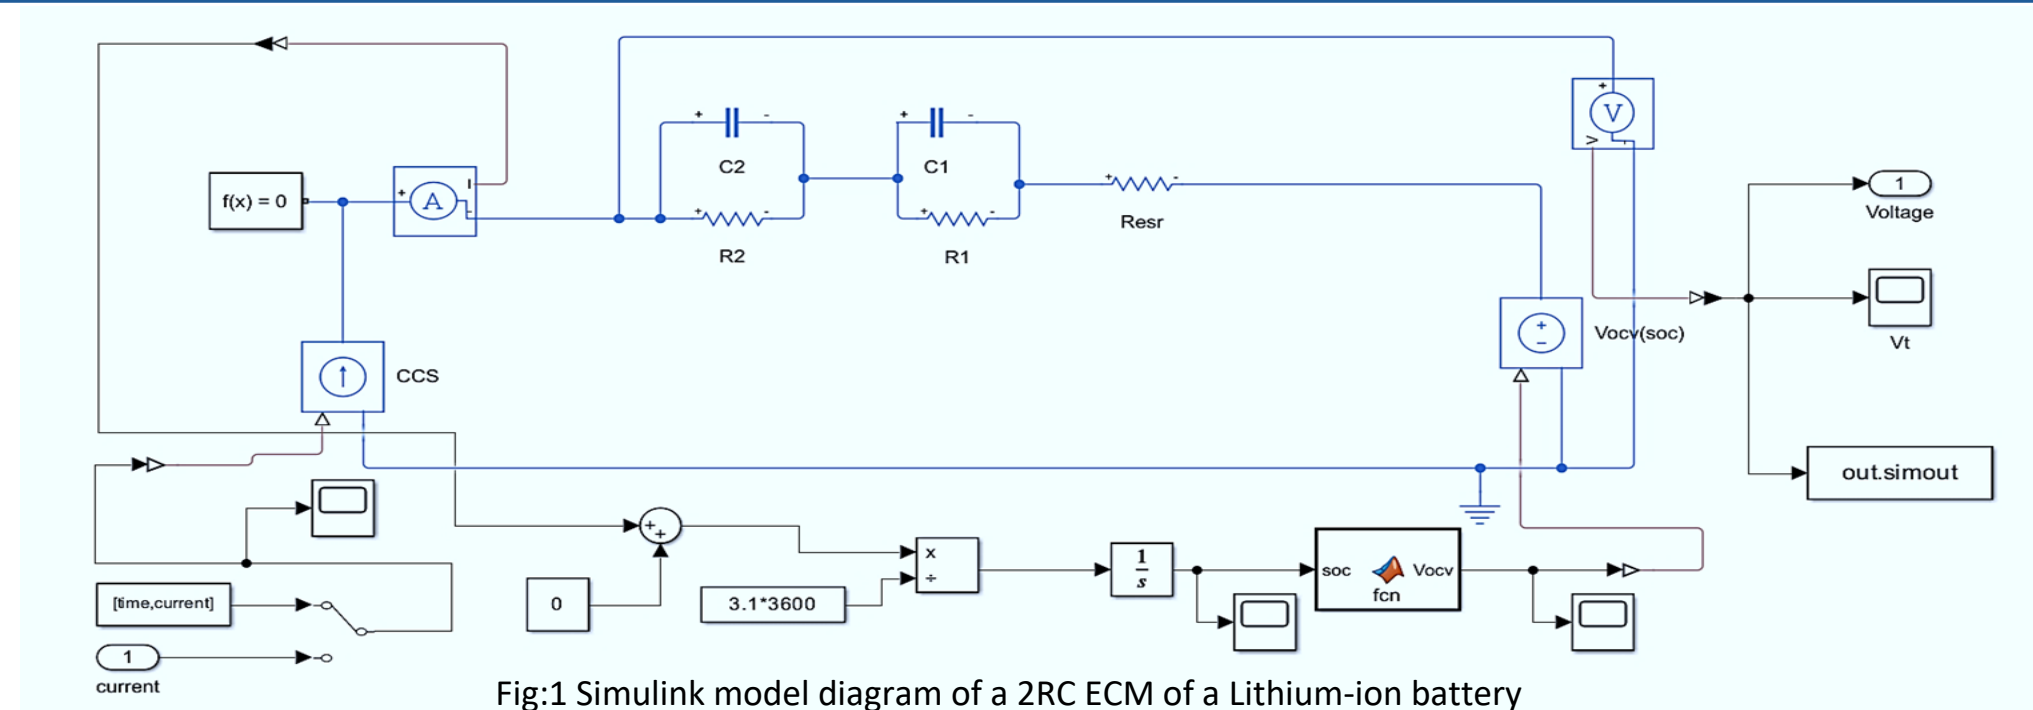 f(x) = 0
+
A
I
-
+
-
C2
+
-
R2
+
-
C1
+
-
R1
+
-
Resr
+
V
V
-
1
Voltage
Vt
+
-
Vocv(soc)
CCS
out.simout
[time,current]
1
current
0
+
+
3.1*3600
x
÷
1
s
soc
Vocv
fcn
Fig:1 Simulink model diagram of a 2RC ECM of a Lithium-ion battery